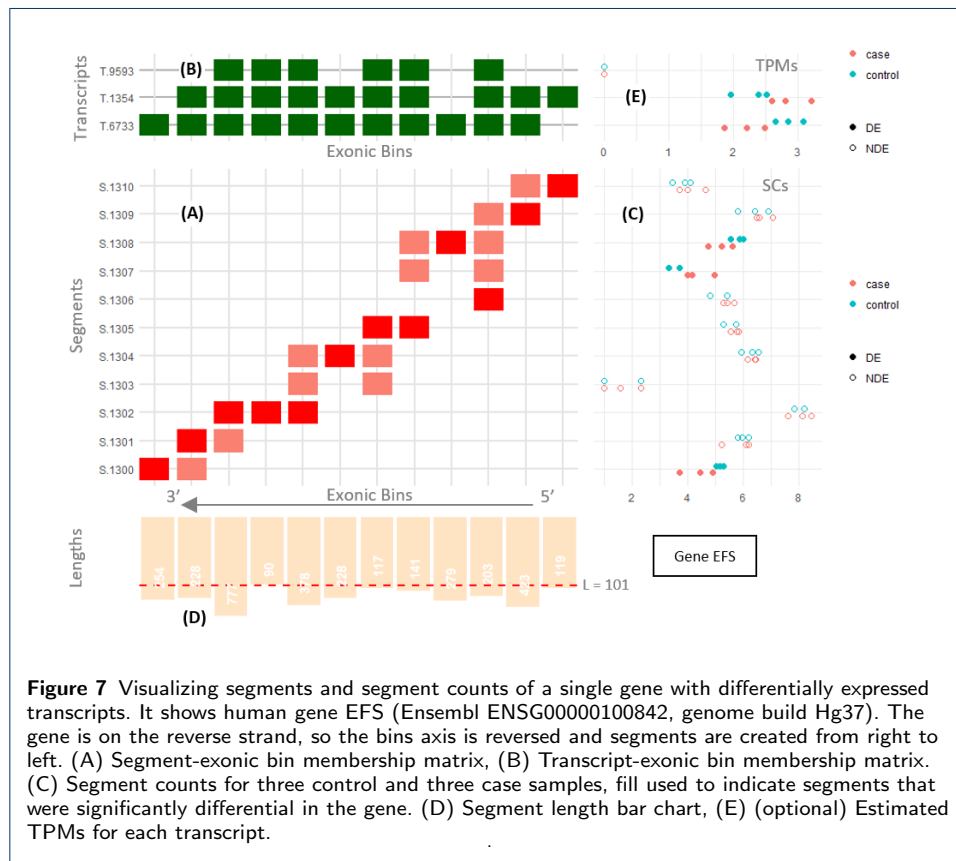 (B)
Transcripts
T.9593
T.1354
T.6733
Exonic Bins
TPMs
(E)
0
1
2
3
case
control
DE
NDE
(A)
Segments
S.1310
S.1309
S.1308
S.1307
S.1306
S.1305
S.1304
S.1303
S.1302
S.1301
S.1300
SCs
(C)
2
4
6
8
case
control
DE
NDE
3′
Exonic Bins
5′
Lengths
90
228
117
141
119
L = 101
(D)
Gene EFS
Figure 7 Visualizing segments and segment counts of a single gene with differentially expressed
transcripts. It shows human gene EFS (Ensembl ENSG00000100842, genome build Hg37). The
gene is on the reverse strand, so the bins axis is reversed and segments are created from right to
left. (A) Segment-exonic bin membership matrix, (B) Transcript-exonic bin membership matrix.
(C) Segment counts for three control and three case samples, fill used to indicate segments that
were significantly differential in the gene. (D) Segment length bar chart, (E) (optional) Estimated
TPMs for each transcript.